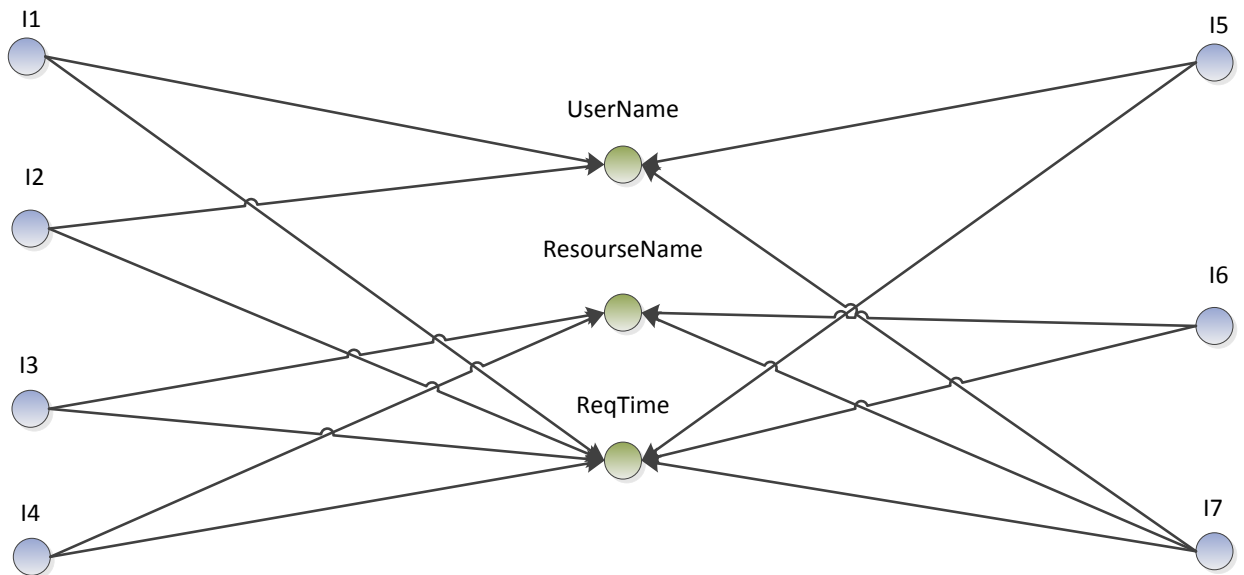 I1
I5
UserName
I2
ResourseName
I6
I3
ReqTime
I4
I7